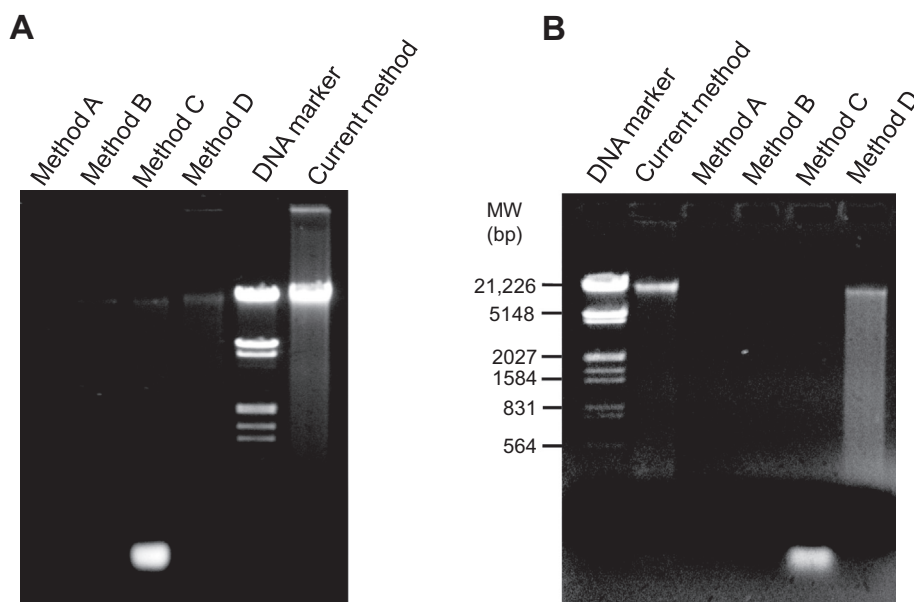 A
Method A
Method B
Method C
Method D
DNA marker
Current method
B
DNA marker
Current method
Method A
Method B
Method C
Method D
MW
(bp)
21,226
5148
2027
1584
831
564